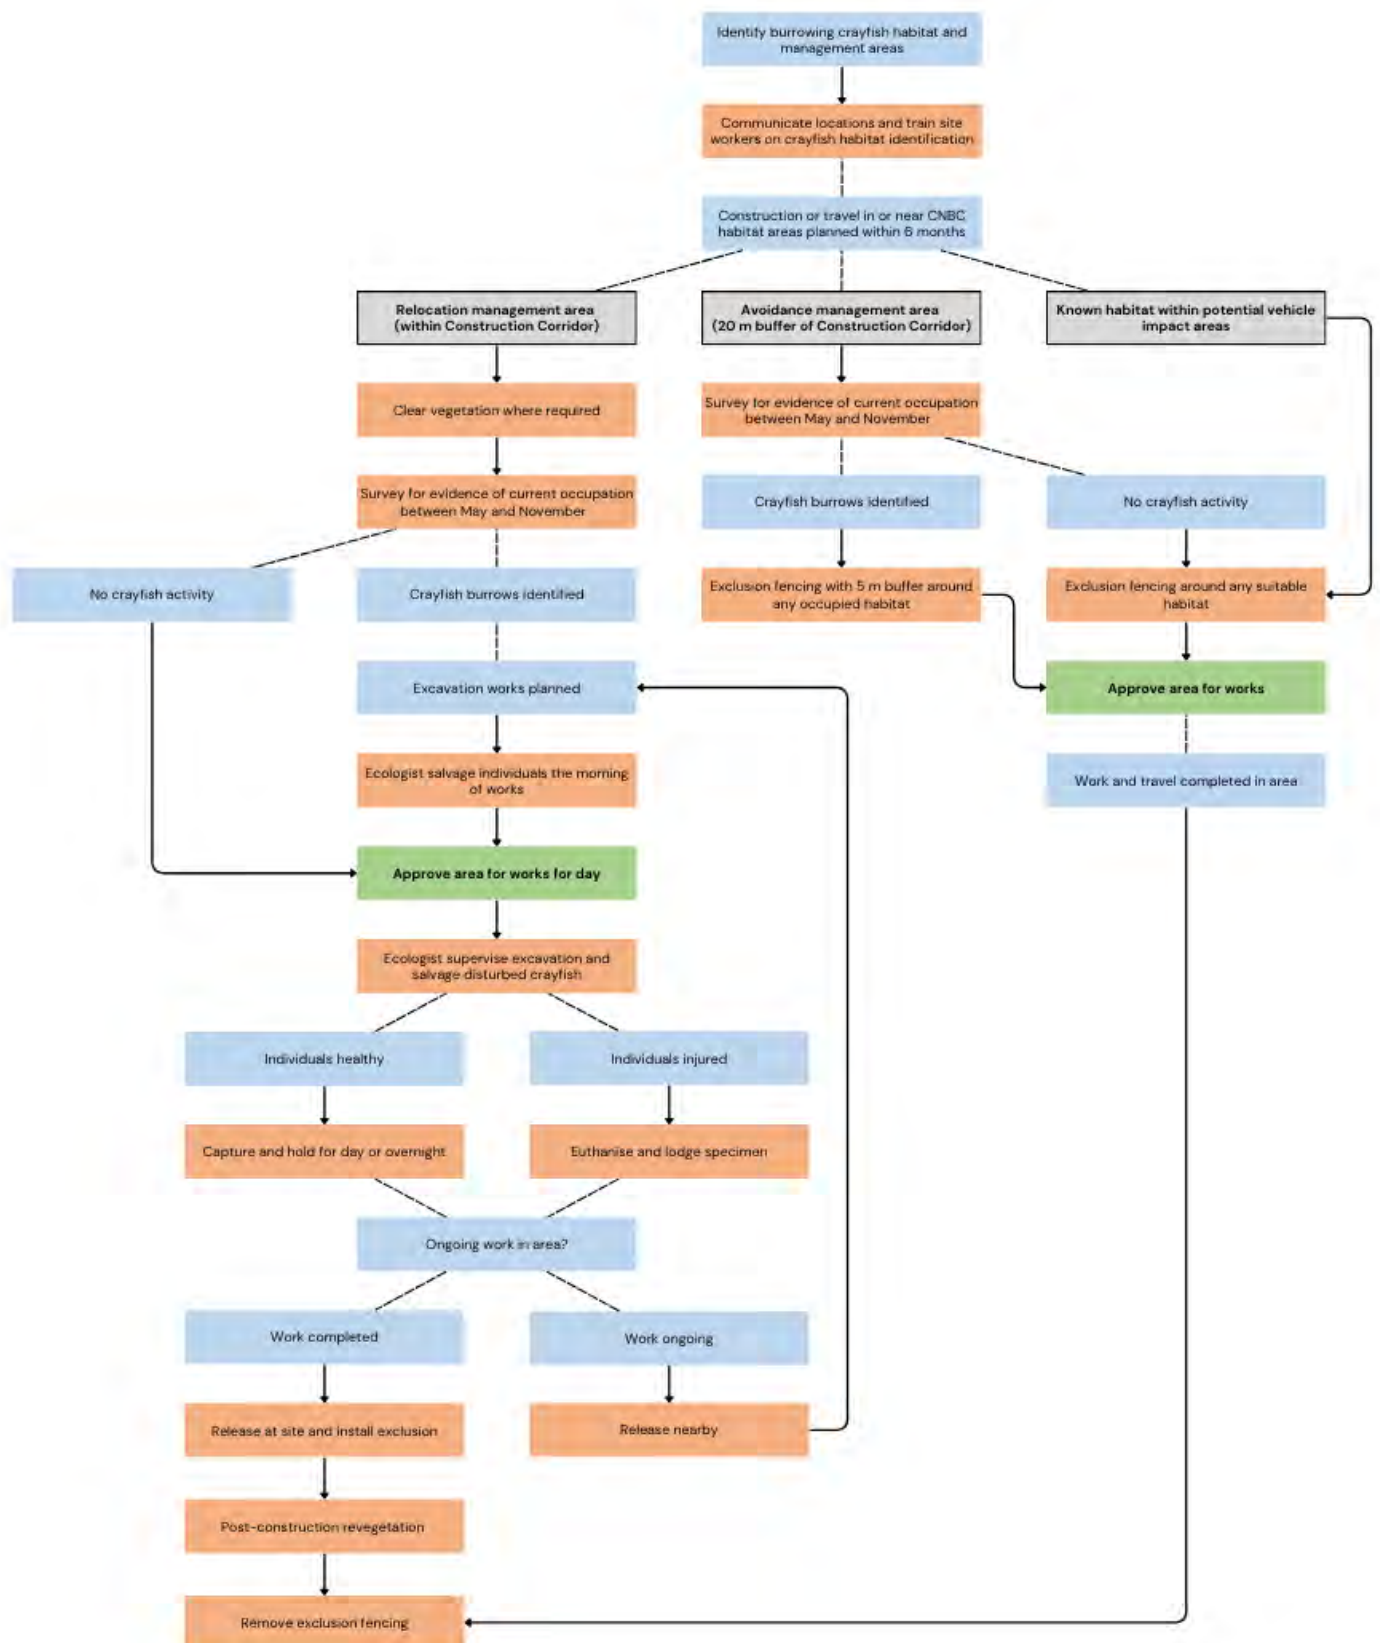 Identify burrowing crayfish habitat and
management areas
Communicate locations and train site
workers on crayfish habitat identification
Construction or travel in or near CNBC
habitat areas planned within 6 months
Relocation management area
(within Construction Corridor)
Avoidance management area
(20 m buffer of Construction Corridor)
Known habitat within potential vehicle
impact areas
Clear vegetation where required
Survey for evidence of current occupation
between May and November
Survey for evidence of current occupation
between May and November
Crayfish burrows identified
No crayfish activity
No crayfish activity
Crayfish burrows identified
Exclusion fencing with 5 m buffer around
any occupied habitat
Exclusion fencing around any suitable
habitat
Excavation works planned
Approve area for works
Ecologist salvage individuals the morning
of works
Work and travel completed in area
Approve area for works for day
Ecologist supervise excavation and
salvage disturbed crayfish
Individuals healthy
Individuals injured
Capture and hold for day or overnight
Euthanise and lodge specimen
Ongoing work in area?
Work completed
Work ongoing
Release at site and install exclusion
Release nearby
Post-construction revegetation
Remove exclusion fencing